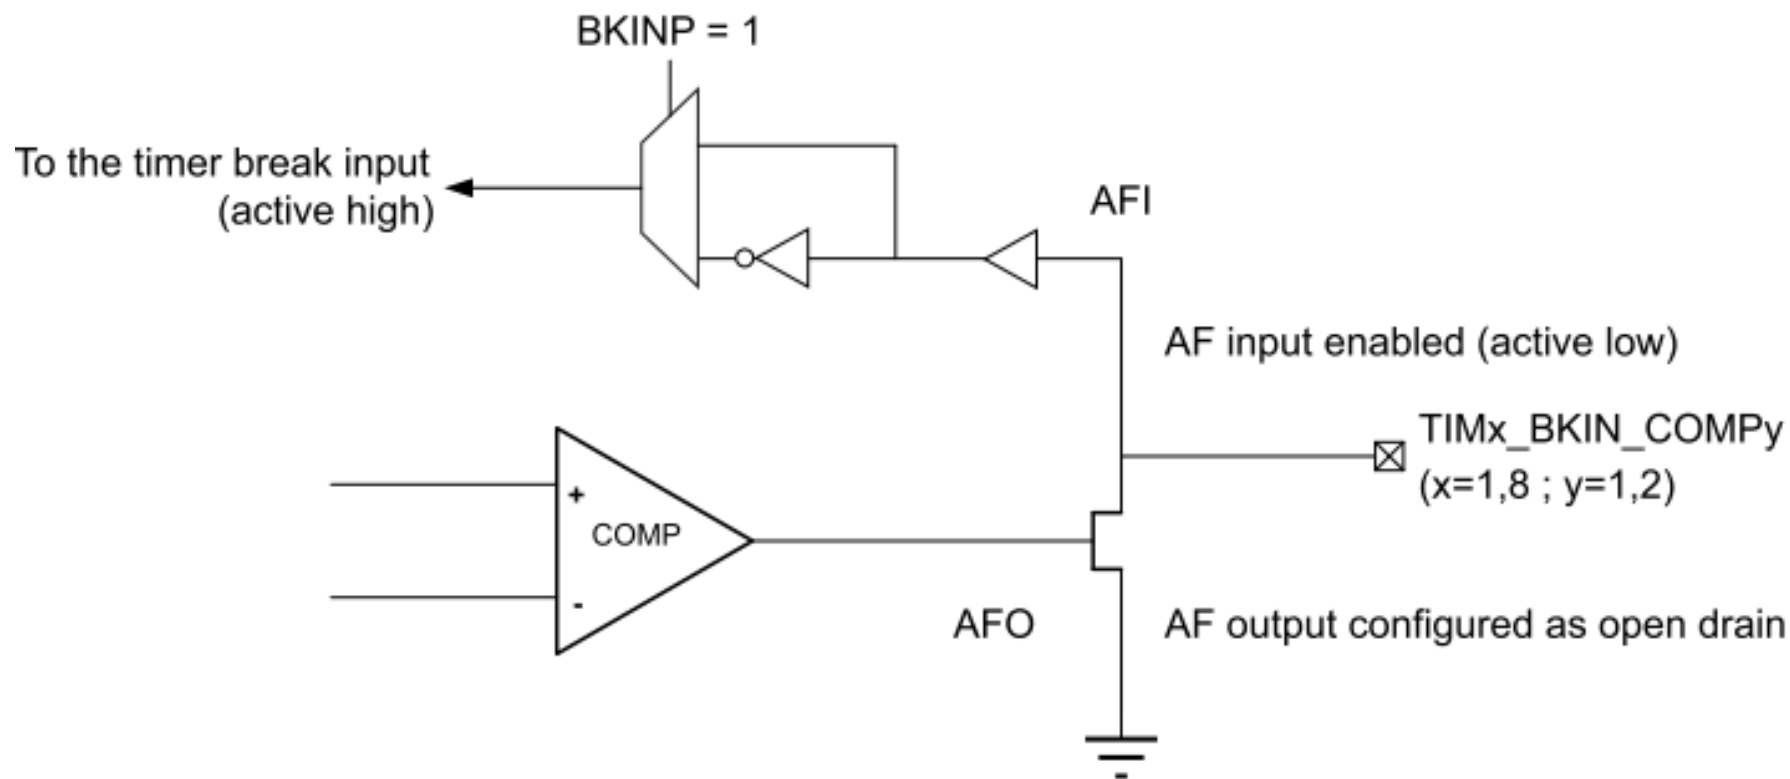 BKINP = 1
To the timer break input
(active high)
AFI
AF input enabled (active low)
TIMx_BKIN_COMPy
(x=1,8 ; y=1,2)
+
COMP
-
AFO
AF output configured as open drain